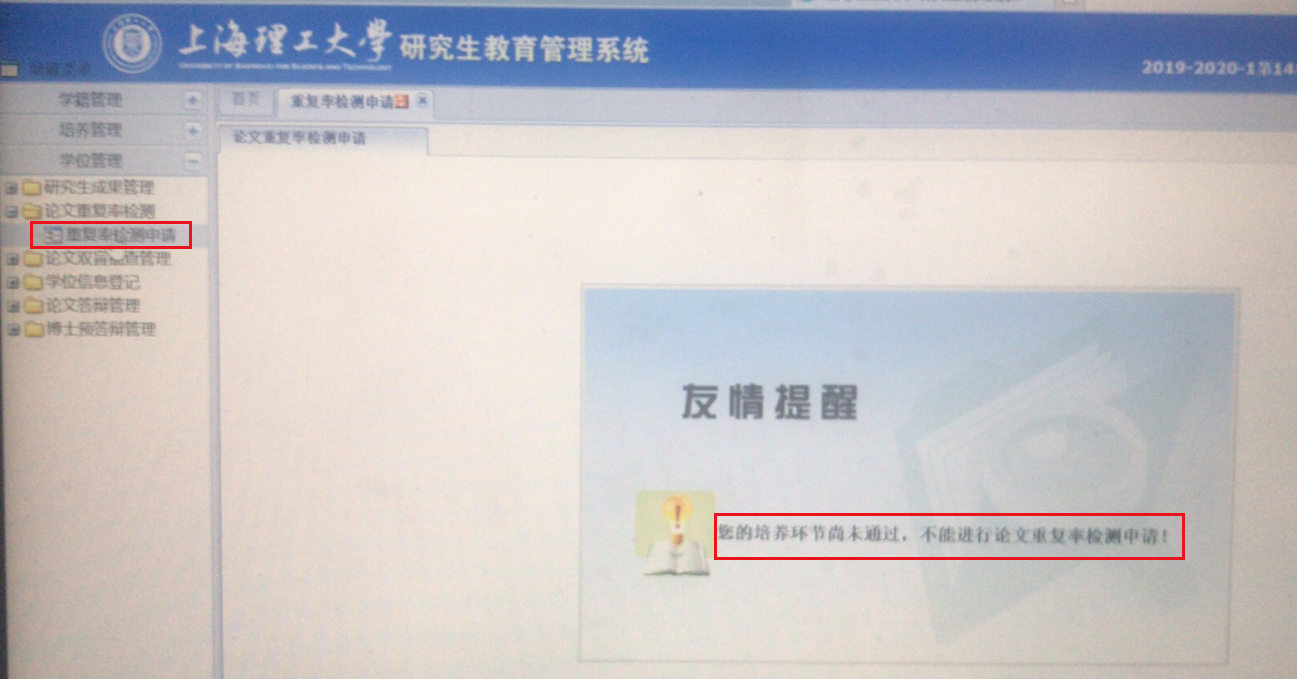 上海理工大学 研究生教育管理系统
UNIVERSITY OF SHANGHAI FOR SCIENCE AND TECHNOLOGY
2019-2020-1第14
学籍管理
培养管理
学位管理
研究生成果管理
论文重复率检测
重复率检测申请
论文双盲抽查管理
学位信息登记
论文答辩管理
博士预答辩管理
首页
重复率检测申请
论文重复率检测申请
友情提醒
您的培养环节尚未通过，不能进行论文重复率检测申请！